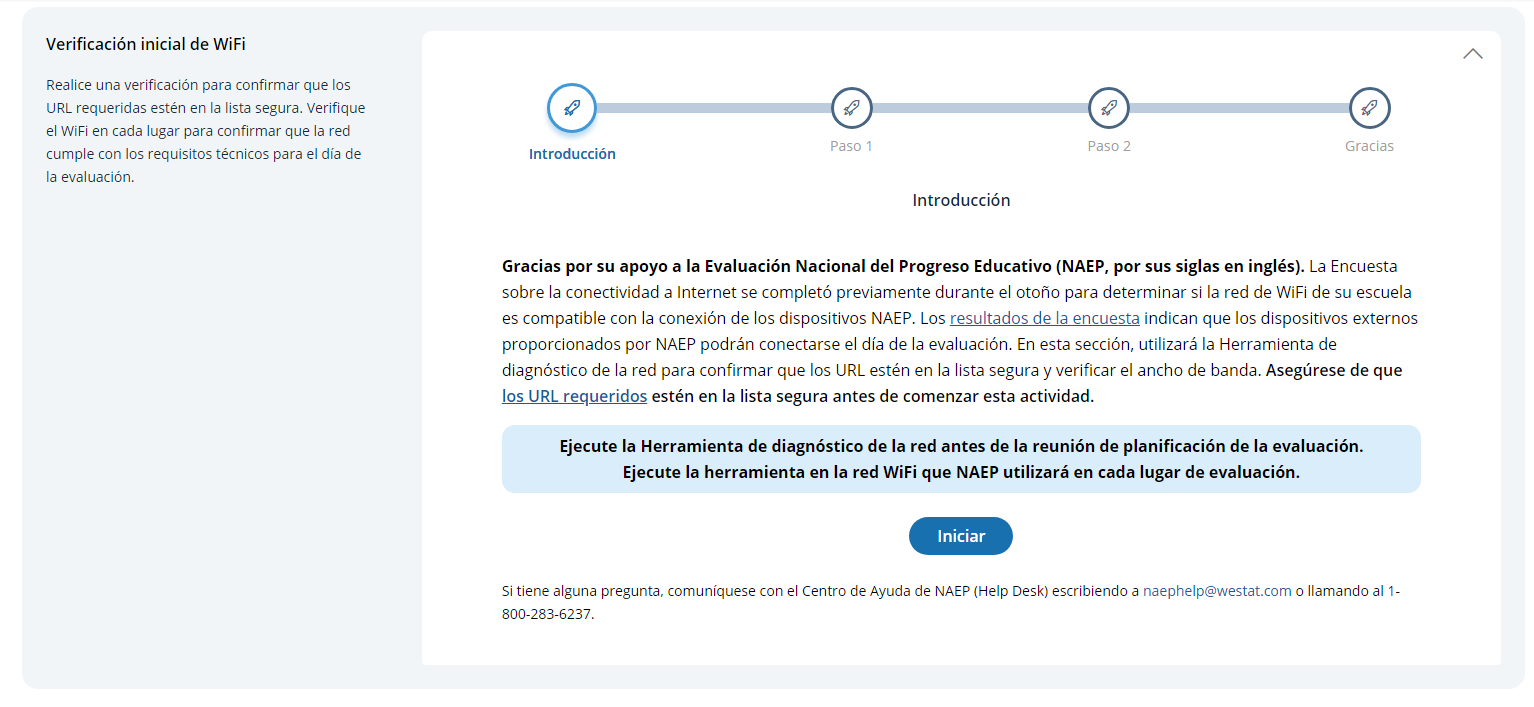 Verificación inicial de WiFi
Realice una verificación para confirmar que los
URL requeridas estén en la lista segura. Verifique
el WiFi en cada lugar para confirmar que la red
cumple con los requisitos técnicos para el día de
la evaluación.
Introducción
Paso 1
Paso 2
Gracias
Introducción
Gracias por su apoyo a la Evaluación Nacional del Progreso Educativo (NAEP, por sus siglas en inglés). La Encuesta
sobre la conectividad a Internet se completó previamente durante el otoño para determinar si la red de WiFi de su escuela
es compatible con la conexión de los dispositivos NAEP. Los resultados de la encuesta indican que los dispositivos externos
proporcionados por NAEP podrán conectarse el día de la evaluación. En esta sección, utilizará la Herramienta de
diagnóstico de la red para confirmar que los URL estén en la lista segura y verificar el ancho de banda. Asegúrese de que
los URL requeridos estén en la lista segura antes de comenzar esta actividad.
Ejecute la Herramienta de diagnóstico de la red antes de la reunión de planificación de la evaluación.
Ejecute la herramienta en la red WiFi que NAEP utilizará en cada lugar de evaluación.
Iniciar
Si tiene alguna pregunta, comuníquese con el Centro de Ayuda de NAEP (Help Desk) escribiendo a naephelp@westat.com o llamando al 1-
800-283-6237.